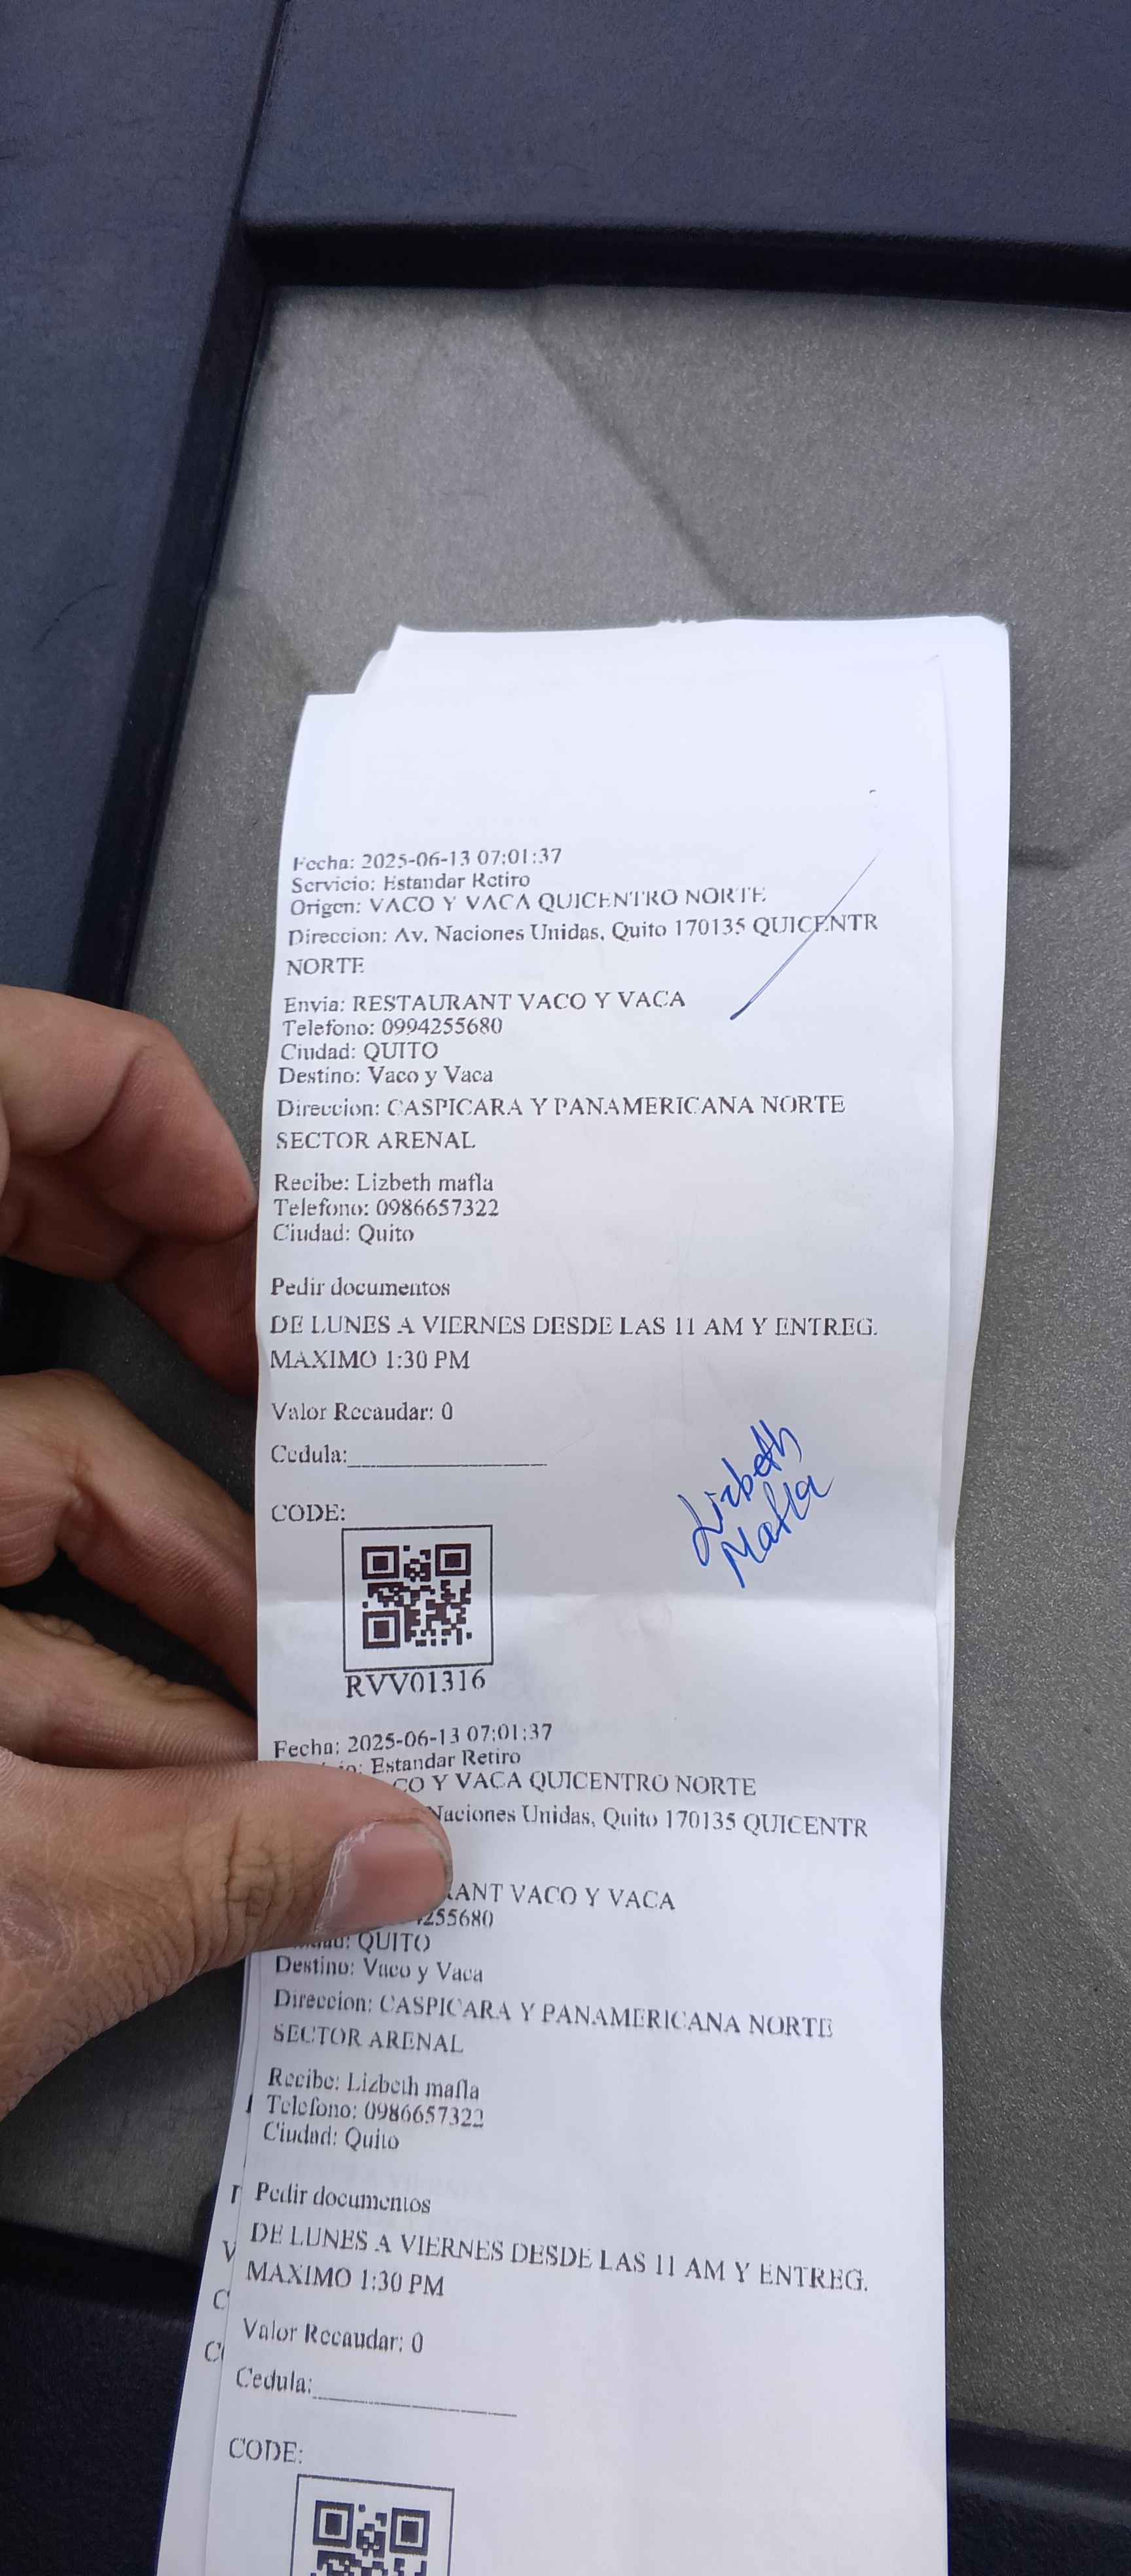 Fecha: 2025-06-13 07:01:37
Servicio: Estandar Retiro
Origen: VACO Y VACA QUICENTRO NORTE
Direccion: Av. Naciones Unidas, Quito 170135 QUICENTR
NORTE
Envia: RESTAURANT VACO Y VACA
Telefono: 0994255680
Ciudad: QUITO
Destino: Vaco y Vaca
Direccion: CASPICARA Y PANAMERICANA NORTE
SECTOR ARENAL
Recibe: Lizbeth mafla
Telefono: 0986657322
Ciudad: Quito
Pedir documentos
DE LUNES A VIERNES DESDE LAS 11 AM Y ENTREG.
MAXIMO 1:30 PM
Valor Recaudar: 0
Cedula:
Lizbeth
Mafla
CODE:
RVV01316
Fecha: 2025-06-13 07:01:37
Estandar Retiro
CO Y VACA QUICENTRO NORTE
Naciones Unidas, Quito 170135 QUICENTR
RANT VACO Y VACA
4255680
QUITO
Destino: Vaco y Vaca
Direccion: CASPICARA Y PANAMERICANA NORTE
SECTOR ARENAL
Recibe: Lizbeth mafla
Telefono: 0986657322
Ciudad: Quito
Pedir documentos
DE LUNES A VIERNES DESDE LAS 11 AM Y ENTREG.
MAXIMO 1:30 PM
Valor Recaudar: 0
Cedula:
CODE: